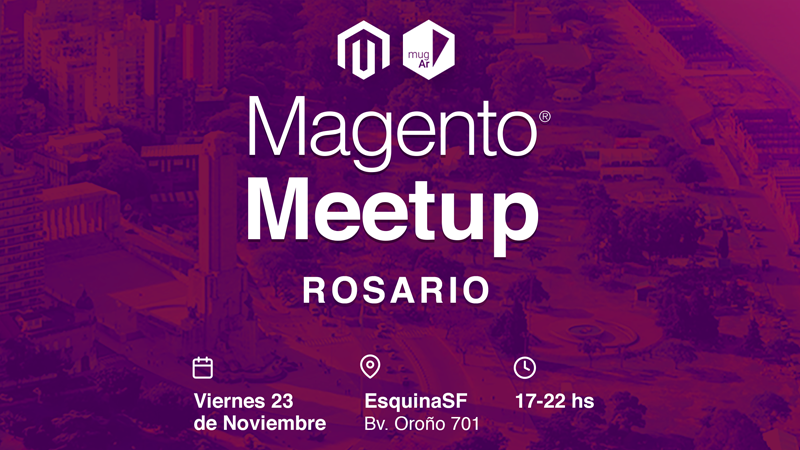 mug
Ar
Magento®
Meetup
ROSARIO
Viernes 23
de Noviembre
EsquinaSF
Bv. Oroño 701
17-22 hs